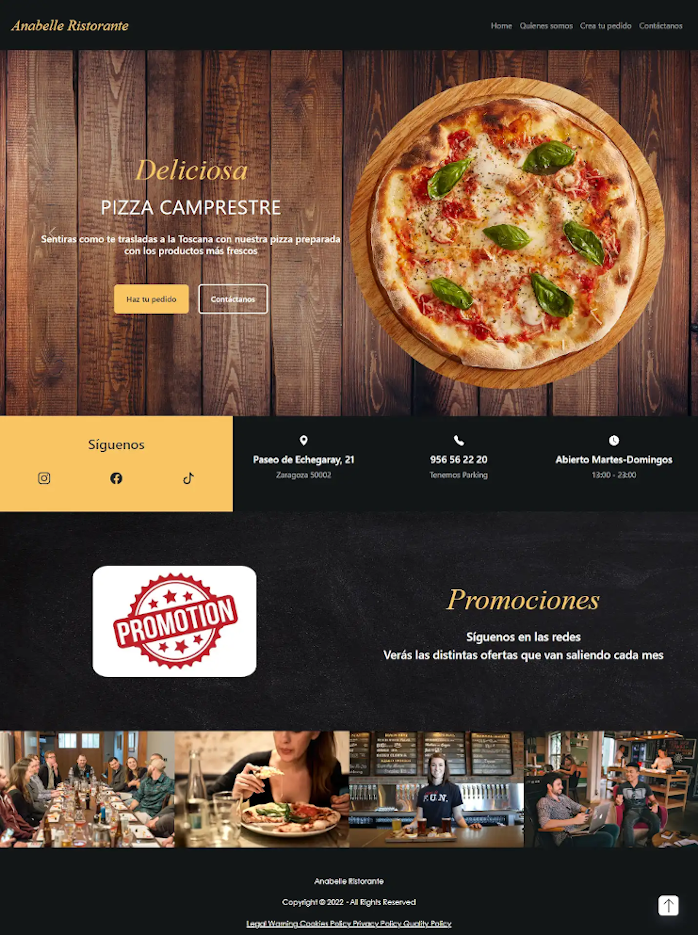 Anabelle Ristorante
Home Quienes somos Crea tu pedido Contáctanos
Deliciosa
PIZZA CAMPRESTRE
Sentiras como te trasladas a la Toscana con nuestra pizza preparada
con los productos más frescos
Haz tu pedido Contáctanos
Síguenos
Paseo de Echegaray, 21
Zaragoza 50002
956 56 22 20
Tenemos Parking
Abierto Martes-Domingos
13:00 - 23:00
PROMOTION
Promociones
Síguenos en las redes
Verás las distintas ofertas que van saliendo cada mes
F.U.N.
Anabelle Ristorante
Copyright © 2022 - All Rights Reserved
Legal Warning Cookies Policy Privacy Policy Quality Policy